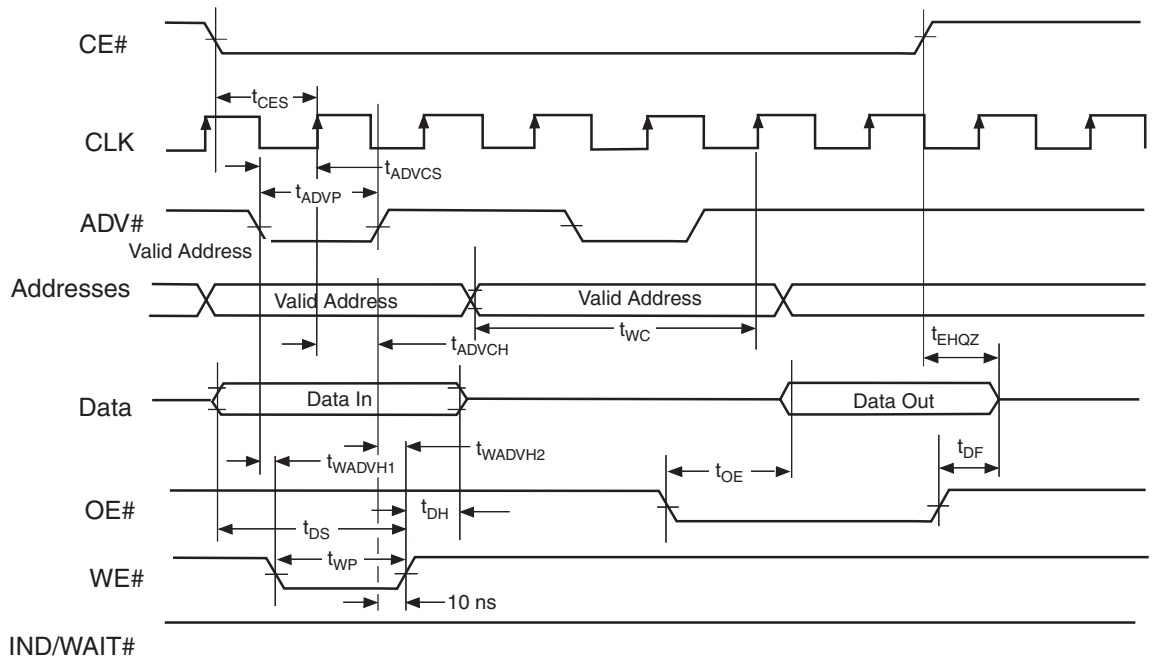 CE#
tCES
CLK
tADVCS
tADVP
ADV#
Valid Address
Addresses
Valid Address
Valid Address
tWC
tEHQZ
tADVCH
Data
Data In
Data Out
tWADVH1
tWADVH2
tOE
tDF
OE#
tDH
tDS
tWP
WE#
10 ns
IND/WAIT#